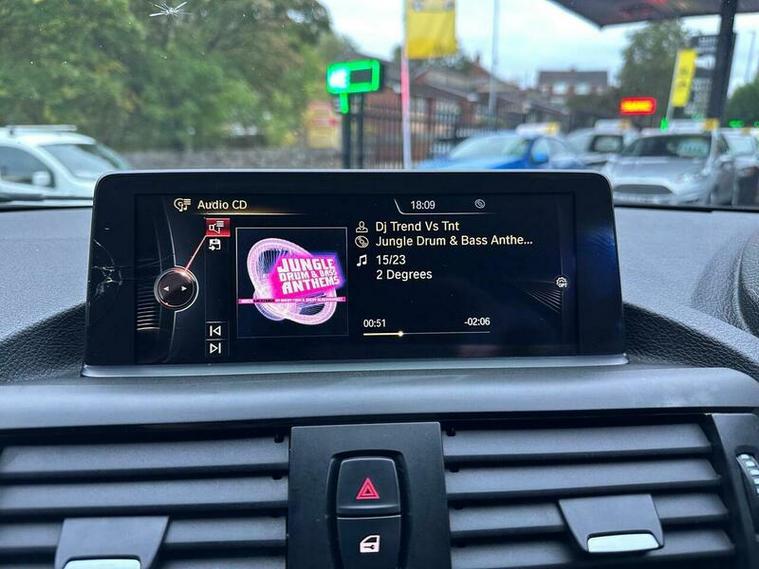 Audio CD
18:09
Dj Trend Vs Tnt
Jungle Drum & Bass Anthe...
15/23
2 Degrees
00:51
-02:06
JUNGLE
DRUM & BASS
ANTHEMS
OPT